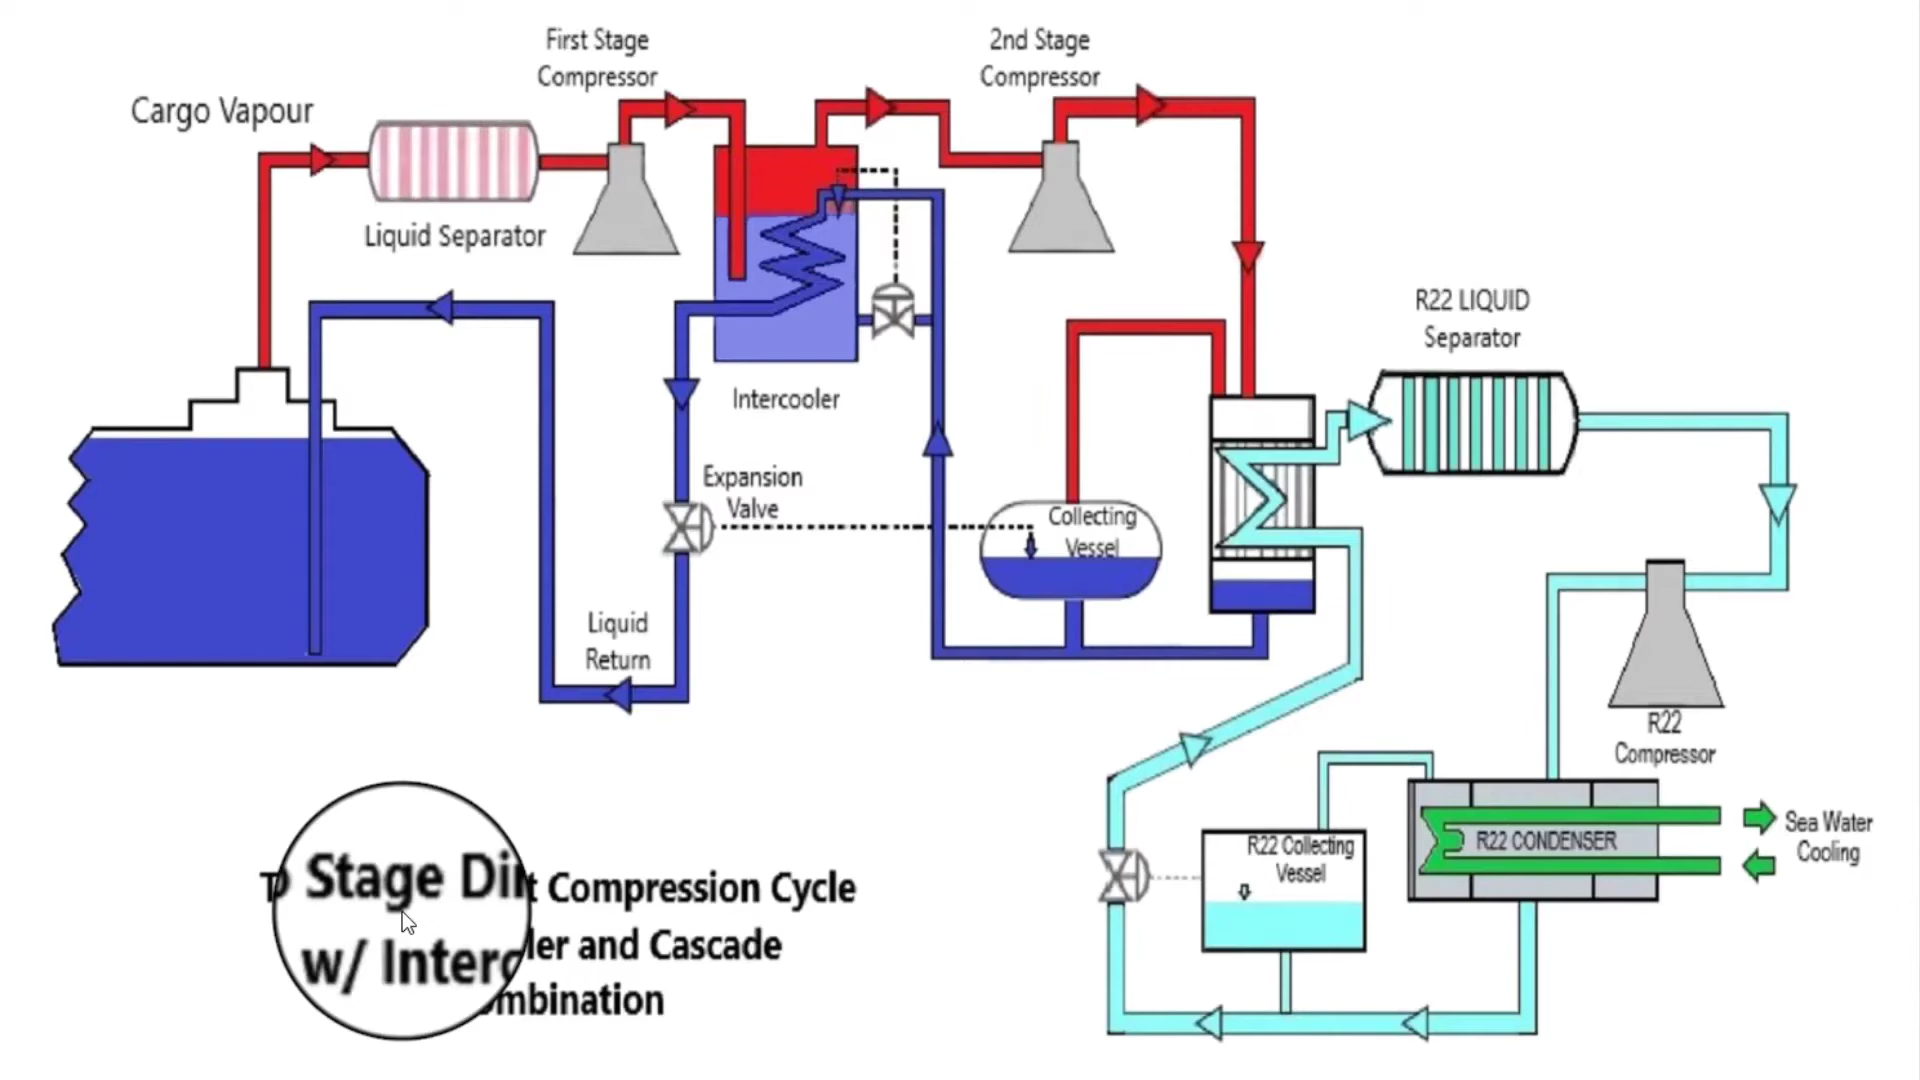 First Stage
Compressor
2nd Stage
Compressor
Cargo Vapour
Liquid Separator
R22 LIQUID
Separator
Intercooler
Expansion
Valve
Collecting
Vessel
Liquid
Return
R22
Compressor
R22 CONDENSER
Sea Water
Cooling
R22 Collecting
Vessel
Stage Dir t Compression Cycle
w/ Interc ler and Cascade
mbination